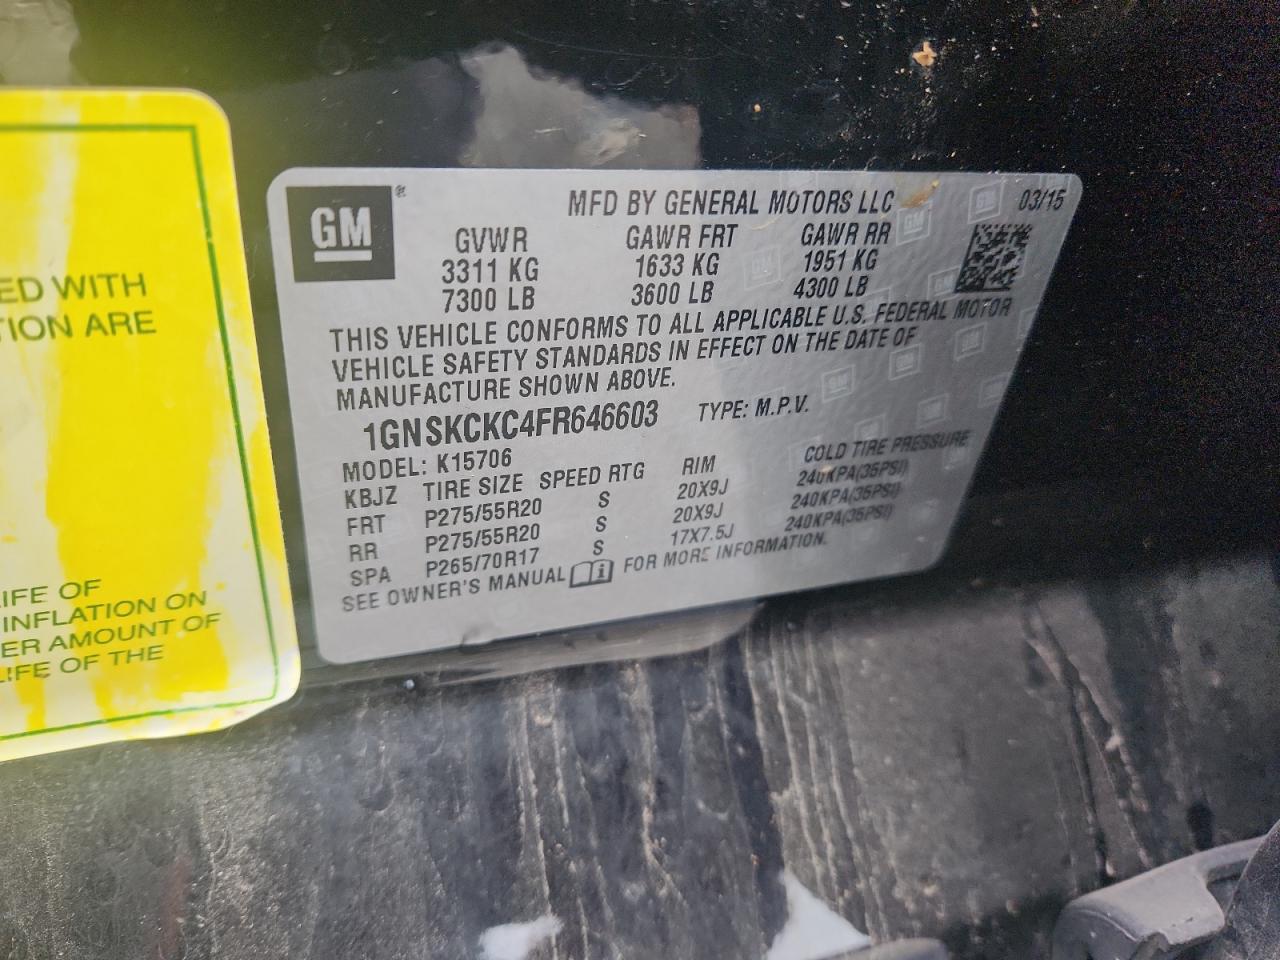 ED WITH
TION ARE
LIFE OF
INFLATION ON
ER AMOUNT OF
LIFE OF THE
GM®
MFD BY GENERAL MOTORS LLC 03/15
GVWR GAWR FRT GAWR RR
3311 KG 1633 KG 1951 KG
7300 LB 3600 LB 4300 LB
THIS VEHICLE CONFORMS TO ALL APPLICABLE U.S. FEDERAL MOTOR
VEHICLE SAFETY STANDARDS IN EFFECT ON THE DATE OF
MANUFACTURE SHOWN ABOVE.
1GNSKCKC4FR646603 TYPE: M.P.V.
MODEL: K15706
KBJZ TIRE SIZE SPEED RTG RIM COLD TIRE PRESSURE
FRT P275/55R20 S 20X9J 240KPA(35PSI)
RR P275/55R20 S 20X9J 240KPA(35PSI)
SPA P265/70R17 S 17X7.5J 240KPA(35PSI)
SEE OWNER'S MANUAL FOR MORE INFORMATION.